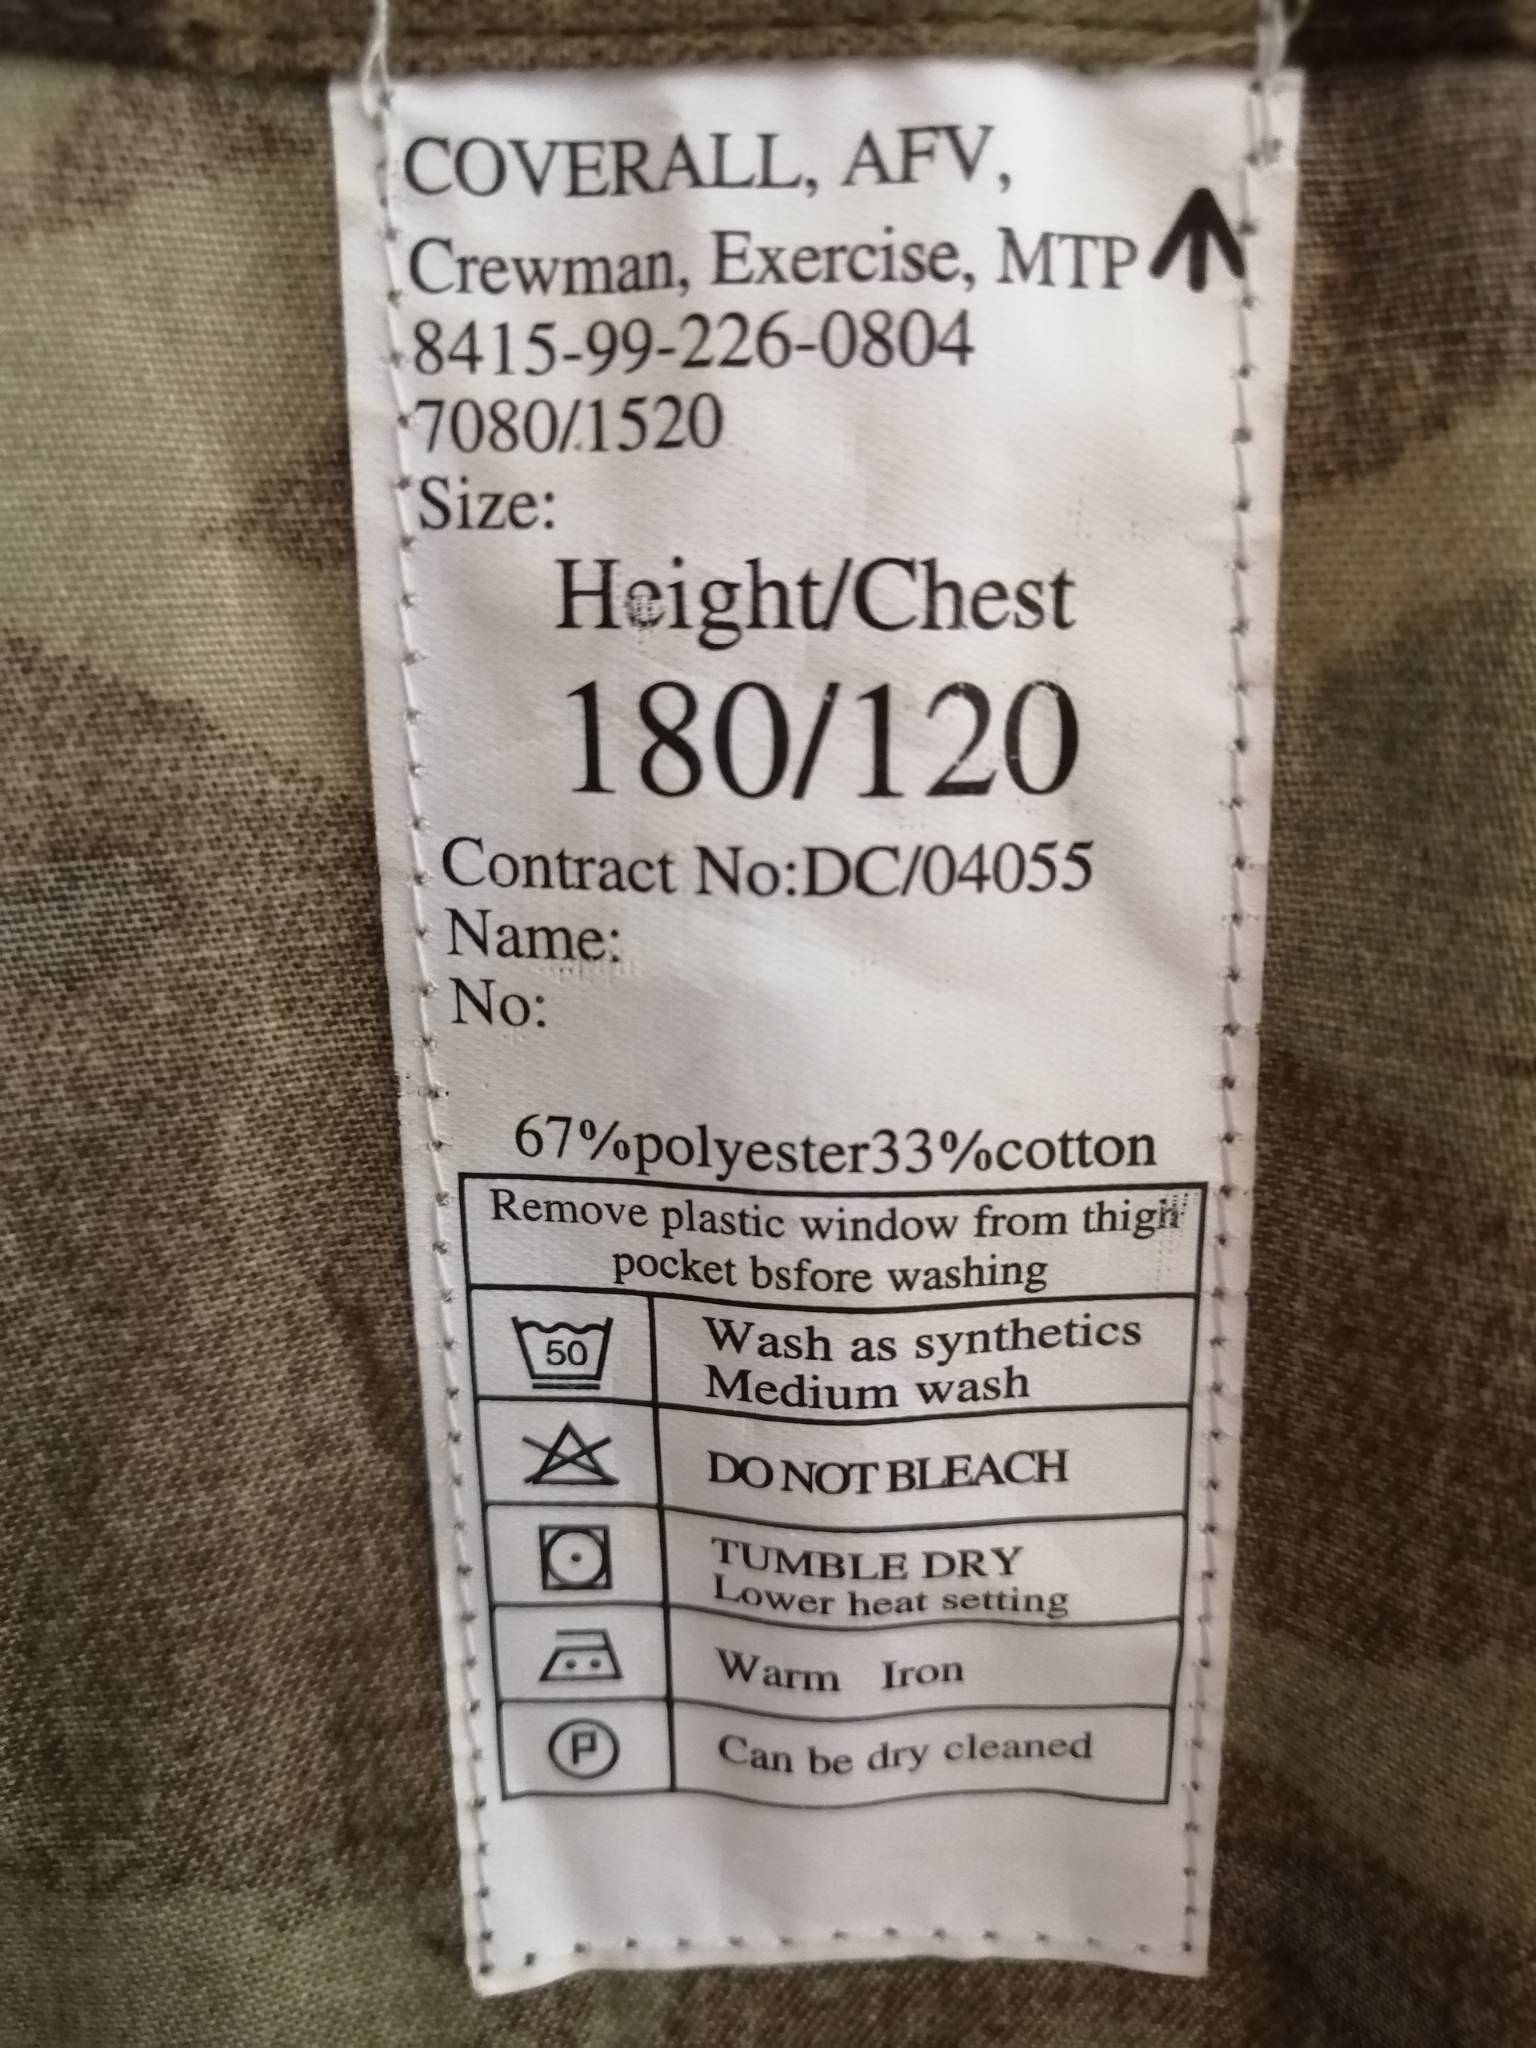 COVERALL, AFV,
Crewman, Exercise, MTP
8415-99-226-0804
7080/1520
Size:
Height/Chest
180/120
Contract No:DC/04055
Name:
No:
67%polyester33%cotton
Remove plastic window from thigh
pocket bsfore washing
50
Wash as synthetics
Medium wash
DO NOT BLEACH
TUMBLE DRY
Lower heat setting
Warm Iron
P
Can be dry cleaned